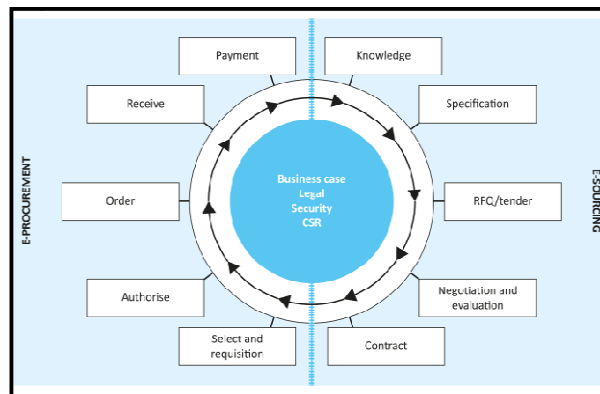 Payment
Knowledge
Receive
Specification
E-PROCUREMENT
Business case
Legal
Security
CSR
E-SOURCING
Order
RFQ/tender
Authorise
Negotiation and
evaluation
Select and
requisition
Contract